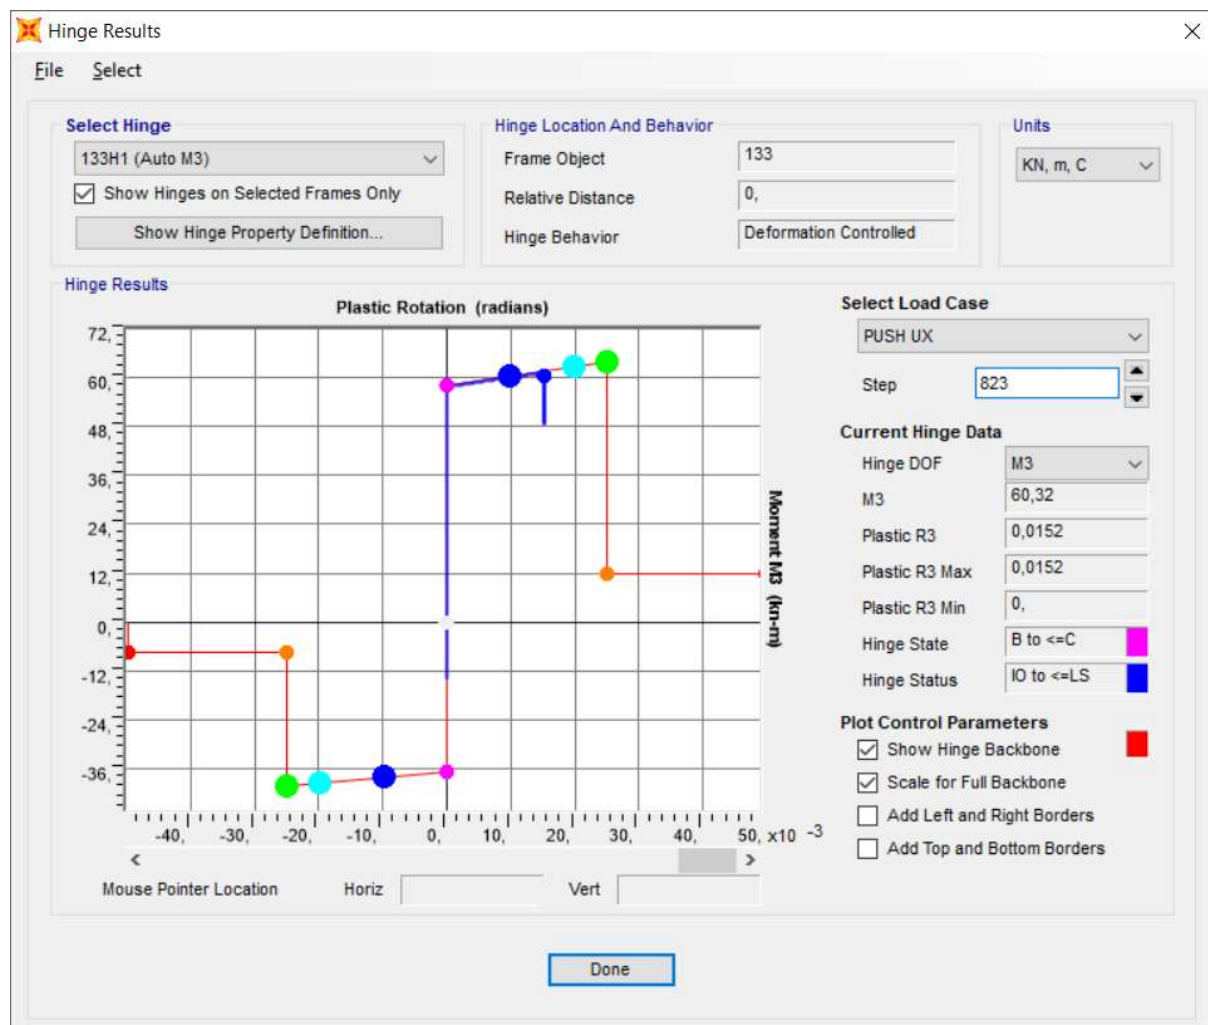 Hinge Results
File Select
Select Hinge
133H1 (Auto M3)
Show Hinges on Selected Frames Only
Show Hinge Property Definition...
Hinge Location And Behavior
Frame Object 133
Relative Distance 0,
Hinge Behavior Deformation Controlled
Units
KN, m, C
Hinge Results
Plastic Rotation (radians)
72,
60,
48,
36,
24,
12,
0,
-12,
-24,
-36,
Moment M3 (kn-m)
-40, -30, -20, -10, 0, 10, 20, 30, 40, 50, x10 -3
Mouse Pointer Location Horiz Vert
Select Load Case
PUSH UX
Step 823
Current Hinge Data
Hinge DOF M3
M3 60,32
Plastic R3 0,0152
Plastic R3 Max 0,0152
Plastic R3 Min 0,
Hinge State B to <=C
Hinge Status IO to <=LS
Plot Control Parameters
Show Hinge Backbone
Scale for Full Backbone
Add Left and Right Borders
Add Top and Bottom Borders
Done